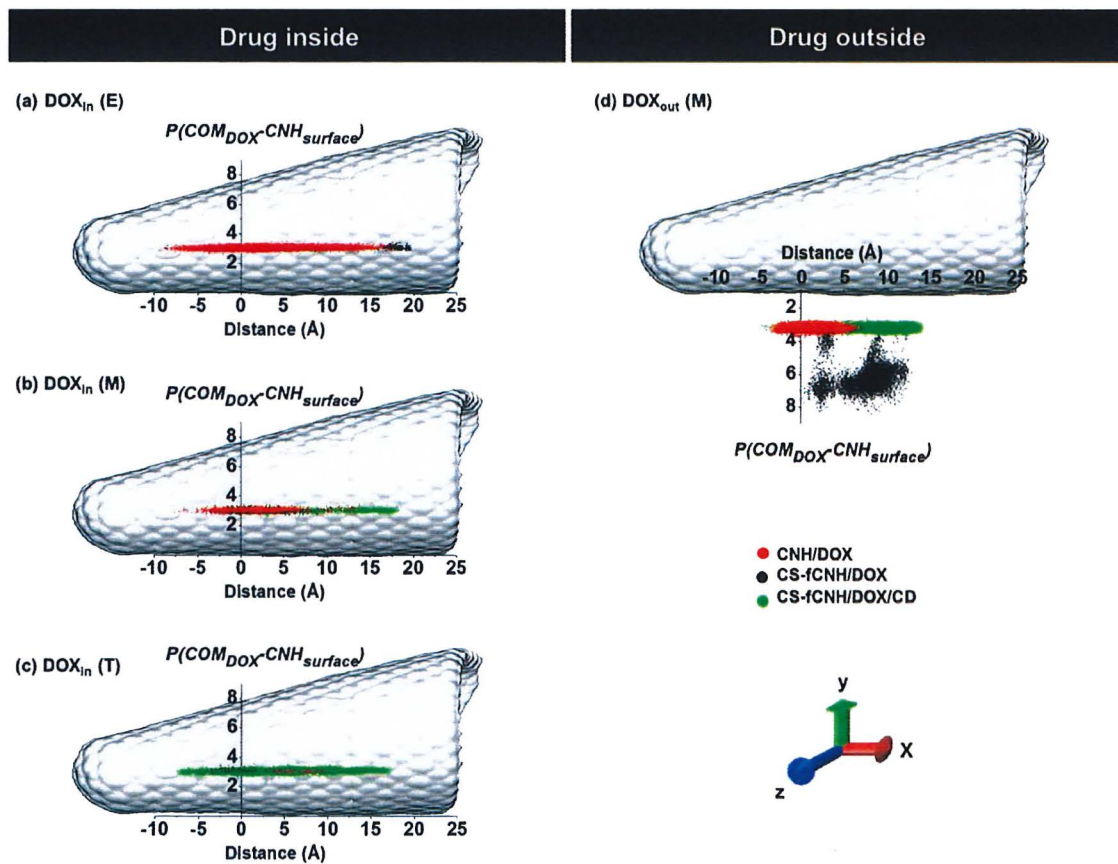 Drug inside
Drug outside
(a) DOXin (E)
P(COMDOX-CNHsurface)
8
6
4
2
-10 -5 0 5 10 15 20 25
Distance (Å)
(b) DOXin (M)
P(COMDOX-CNHsurface)
8
6
4
2
-10 -5 0 5 10 15 20 25
Distance (Å)
(c) DOXin (T)
P(COMDOX-CNHsurface)
8
6
4
2
-10 -5 0 5 10 15 20 25
Distance (Å)
(d) DOXout (M)
Distance (Å)
-10 -5 0 5 10 15 20 25
2
4
6
8
P(COMDOX-CNHsurface)
CNH/DOX
CS-fCNH/DOX
CS-fCNH/DOX/CD
y
X
z